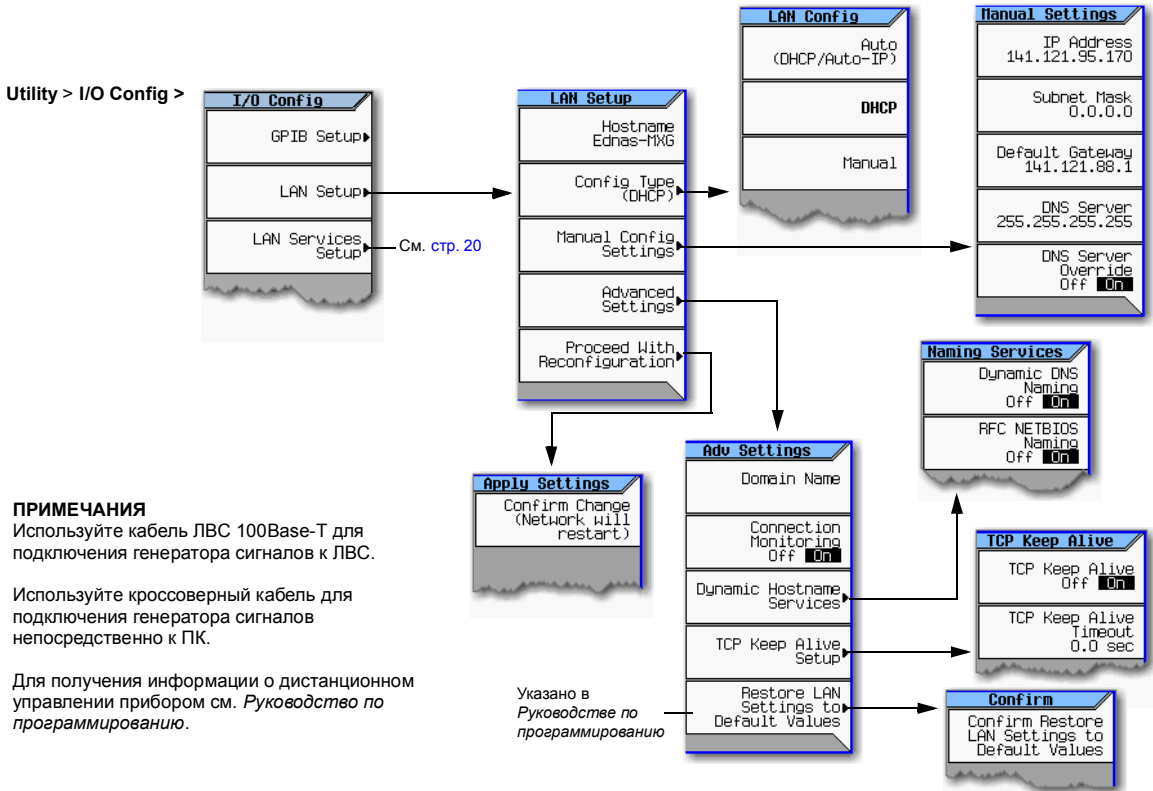 Utility > I/O Config >
I/O Config
GPIB Setup
LAN Setup
LAN Services
Setup
См. стр. 20
LAN Setup
Hostname
Ednas-MXG
Config Type
(DHCP)
Manual Config
Settings
Advanced
Settings
Proceed With
Reconfiguration
LAN Config
Auto
(DHCP/Auto-IP)
DHCP
Manual
Manual Settings
IP Address
141.121.95.170
Subnet Mask
0.0.0.0
Default Gateway
141.121.88.1
DNS Server
255.255.255.255
DNS Server
Override
Off On
Apply Settings
Confirm Change
(Network will
restart)
Adv Settings
Domain Name
Connection
Monitoring
Off On
Dynamic Hostname
Services
TCP Keep Alive
Setup
Restore LAN
Settings to
Default Values
Указано в
Руководстве по
программированию
Naming Services
Dynamic DNS
Naming
Off On
RFC NETBIOS
Naming
Off On
TCP Keep Alive
TCP Keep Alive
Off On
TCP Keep Alive
Timeout
0.0 sec
Confirm
Confirm Restore
LAN Settings to
Default Values
ПРИМЕЧАНИЯ
Используйте кабель ЛВС 100Base-T для
подключения генератора сигналов к ЛВС.
Используйте кроссоверный кабель для
подключения генератора сигналов
непосредственно к ПК.
Для получения информации о дистанционном
управлении прибором см. Руководство по
программированию.